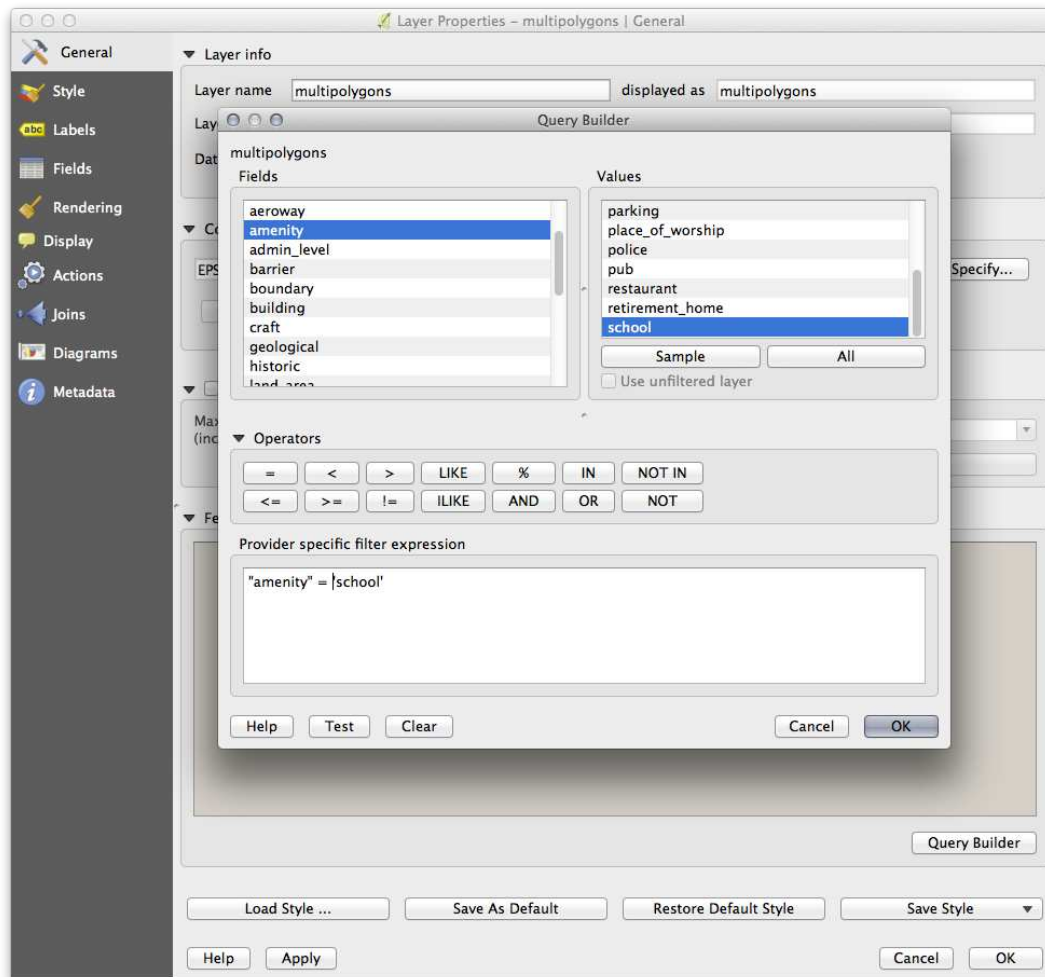 Layer Properties – multipolygons | General
General
Style
Labels
Fields
Rendering
Display
Actions
Joins
Diagrams
Metadata
Layer info
Layer name multipolygons displayed as multipolygons
Query Builder
multipolygons
Fields
aeroway
amenity
admin_level
barrier
boundary
building
craft
geological
historic
land_area
Values
parking
place_of_worship
police
pub
restaurant
retirement_home
school
Sample All
Use unfiltered layer
Specify...
Operators
= < > LIKE % IN NOT IN
<= >= != ILIKE AND OR NOT
Provider specific filter expression
"amenity" = 'school'
Help Test Clear Cancel OK
Query Builder
Load Style ... Save As Default Restore Default Style Save Style
Help Apply Cancel OK